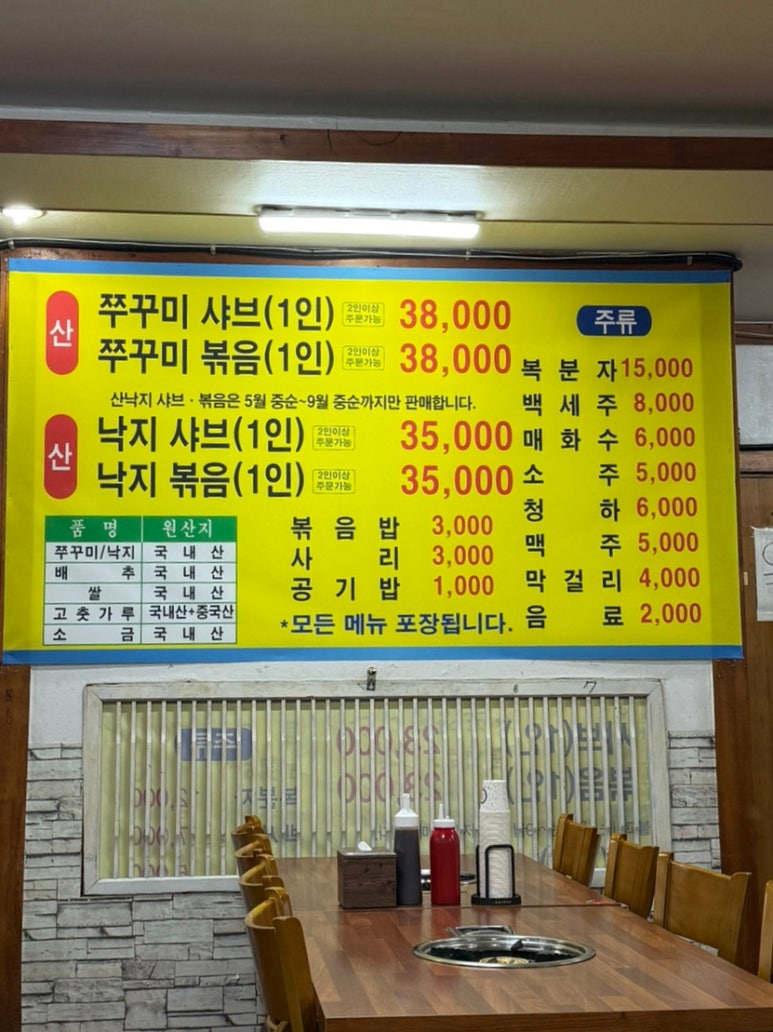 산
쭈꾸미 샤브(1인) 2인이상 주문가능 38,000
쭈꾸미 볶음(1인) 2인이상 주문가능 38,000
산낙지 샤브 · 볶음은 5월 중순~9월 중순까지만 판매합니다.
산
낙지 샤브(1인) 2인이상 주문가능 35,000
낙지 볶음(1인) 2인이상 주문가능 35,000
품 명 원산지
쭈꾸미/낙지 국 내 산
배 추 국 내 산
쌀 국 내 산
고 춧 가 루 국내산+중국산
소 금 국 내 산
볶 음 밥 3,000
사 리 3,000
공 기 밥 1,000
*모든 메뉴 포장됩니다.
주류
복 분 자 15,000
백 세 주 8,000
매 화 수 6,000
소 주 5,000
청 하 6,000
맥 주 5,000
막 걸 리 4,000
음 료 2,000